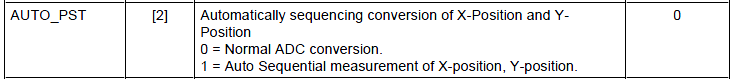 AUTO_PST [2] Automatically sequencing conversion of X-Position and Y- 0
Position
0 = Normal ADC conversion.
1 = Auto Sequential measurement of X-position, Y-position.